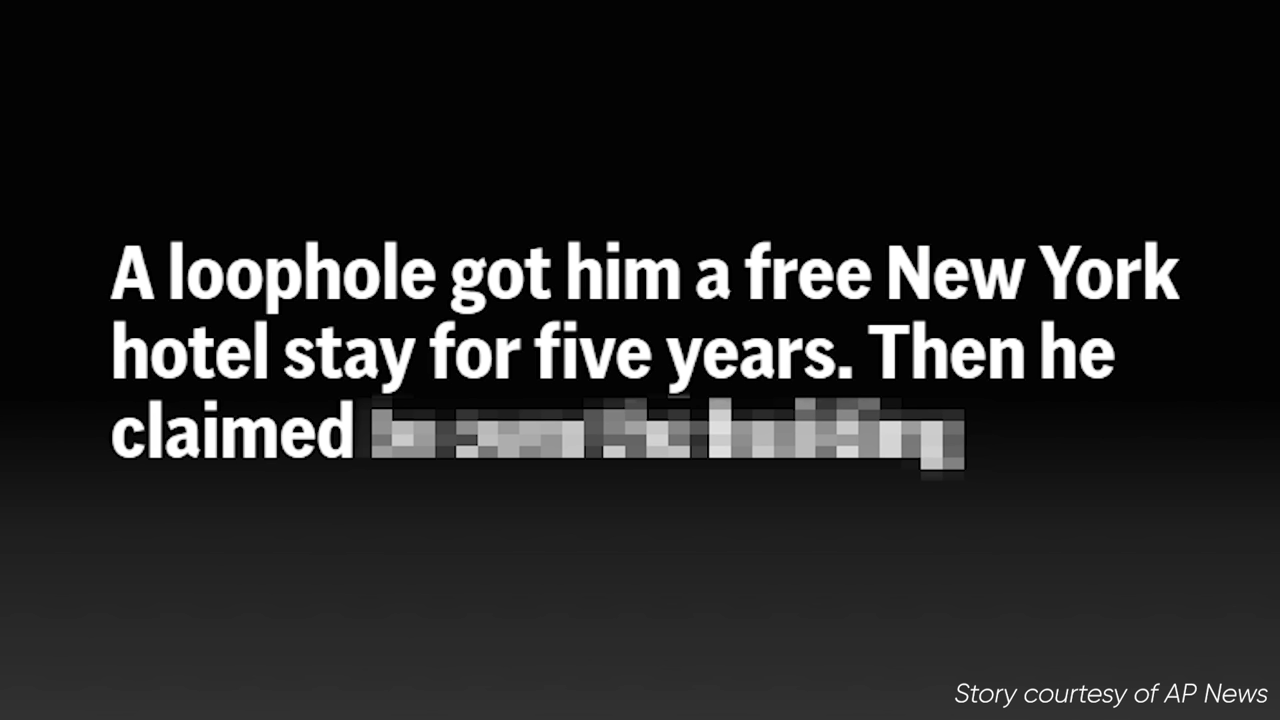 A loophole got him a free New York
hotel stay for five years. Then he
claimed
Story courtesy of AP News